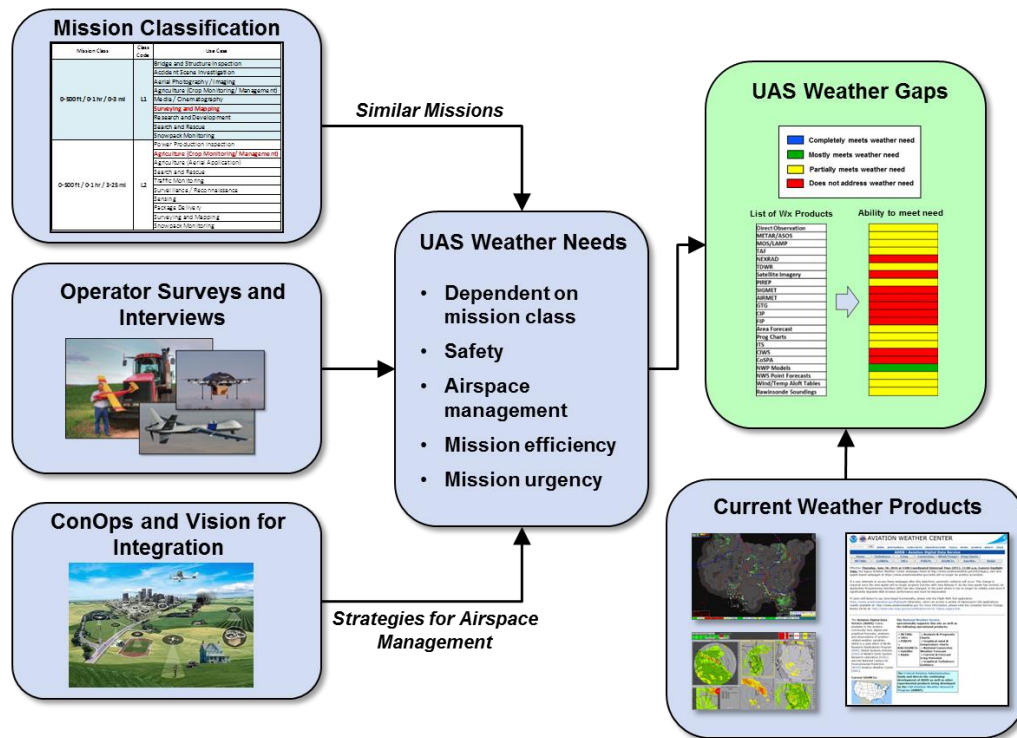 Mission Classification
Mission Class
Class Code
Use Case
0-500 ft / 0-1 hr / 0-3 mi
L1
Bridge and Structure Inspection
Accident Scene Investigation
Aerial Photography / Imaging
Agriculture (Crop Monitoring/ Management)
Media / Cinematography
Surveying and Mapping
Research and Development
Search and Rescue
Snowpack Monitoring
0-500 ft / 0-1 hr / 3-25 mi
L2
Power Production Inspection
Agriculture (Crop Monitoring/ Management)
Agriculture (Aerial Application)
Search and Rescue
Traffic Monitoring
Surveillance / Reconnaissance
Sensing
Package Delivery
Surveying and Mapping
Snowpack Monitoring
Similar Missions
Operator Surveys and
Interviews
ConOps and Vision for
Integration
Strategies for Airspace
Management
UAS Weather Needs
• Dependent on
mission class
• Safety
• Airspace
management
• Mission efficiency
• Mission urgency
UAS Weather Gaps
Completely meets weather need
Mostly meets weather need
Partially meets weather need
Does not address weather need
List of Wx Products
Ability to meet need
Direct Observation
METAR/ASOS
MOS/LAMP
TAF
NEXRAD
TDWR
Satellite Imagery
PIREP
SIGMET
AIRMET
GTG
CIP
FIP
Area Forecast
Prog Charts
ITS
CIWS
CoSPA
NWP Models
NWS Point Forecasts
Wind/Temp Aloft Tables
Rawinsonde Soundings
Current Weather Products
AVIATION WEATHER CENTER